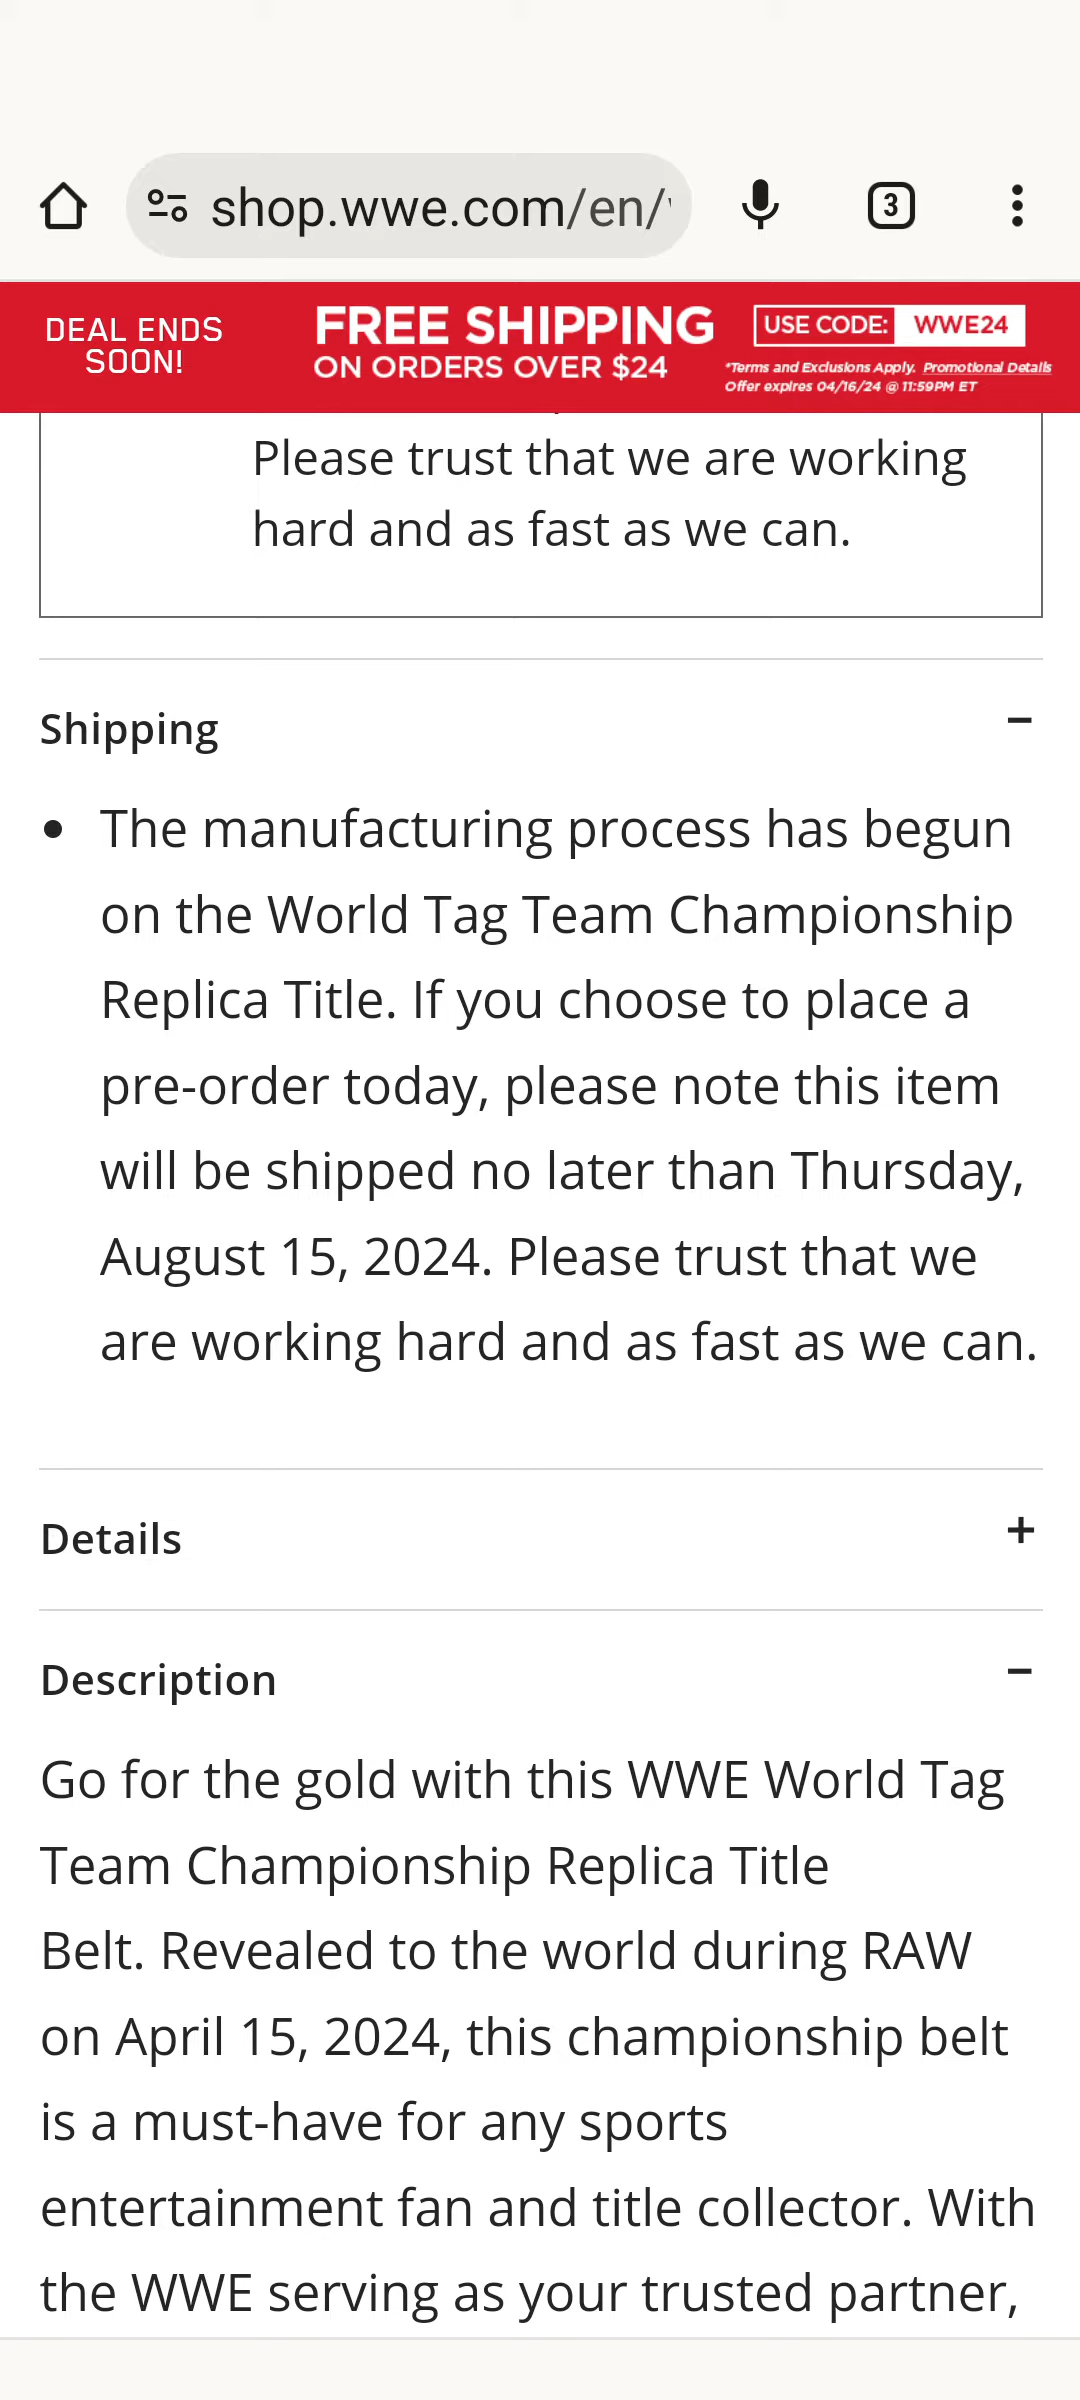 shop.wwe.com/en/
3
DEAL ENDS
SOON!
FREE SHIPPING
ON ORDERS OVER $24
USE CODE: WWE24
*Terms and Exclusions Apply. Promotional Details
Offer expires 04/16/24 @ 11:59PM ET
Please trust that we are working
hard and as fast as we can.
Shipping
• The manufacturing process has begun
on the World Tag Team Championship
Replica Title. If you choose to place a
pre-order today, please note this item
will be shipped no later than Thursday,
August 15, 2024. Please trust that we
are working hard and as fast as we can.
Details
Description
Go for the gold with this WWE World Tag
Team Championship Replica Title
Belt. Revealed to the world during RAW
on April 15, 2024, this championship belt
is a must-have for any sports
entertainment fan and title collector. With
the WWE serving as your trusted partner,